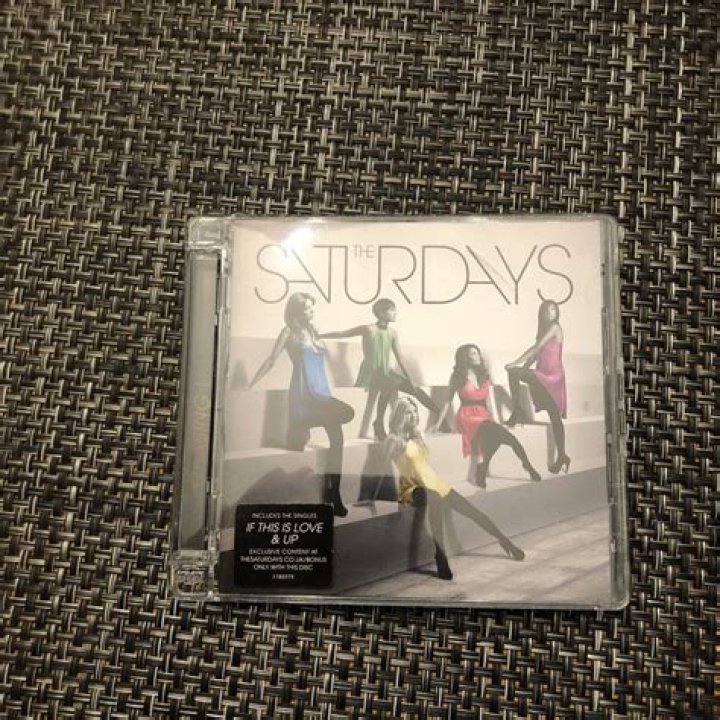 THE
SATURDAYS
INCLUDES THE SINGLES
IF THIS IS LOVE
& UP
EXCLUSIVE CONTENT AT
THESATURDAYS.CO.UK/BONUS
ONLY WITH THIS DISC